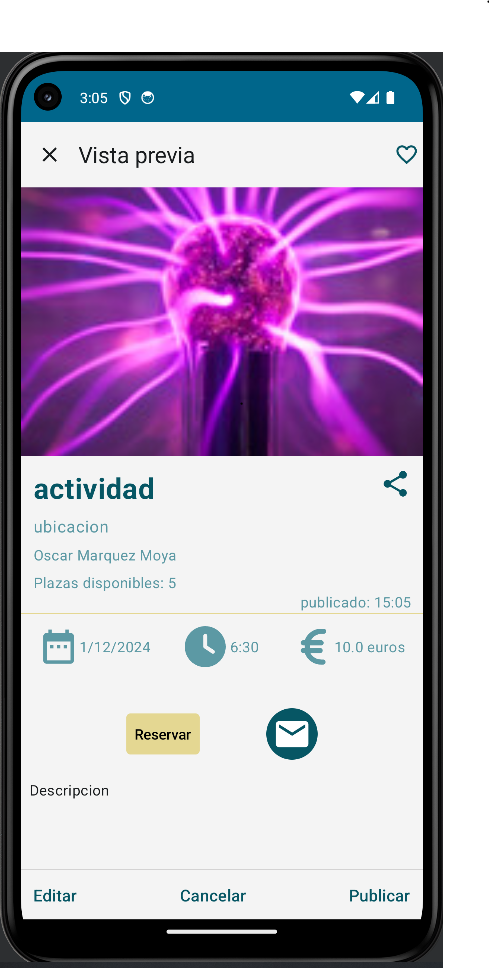 3:05
Vista previa
actividad
ubicacion
Oscar Marquez Moya
Plazas disponibles: 5
publicado: 15:05
1/12/2024 6:30 10.0 euros
Reservar
Descripcion
Editar Cancelar Publicar